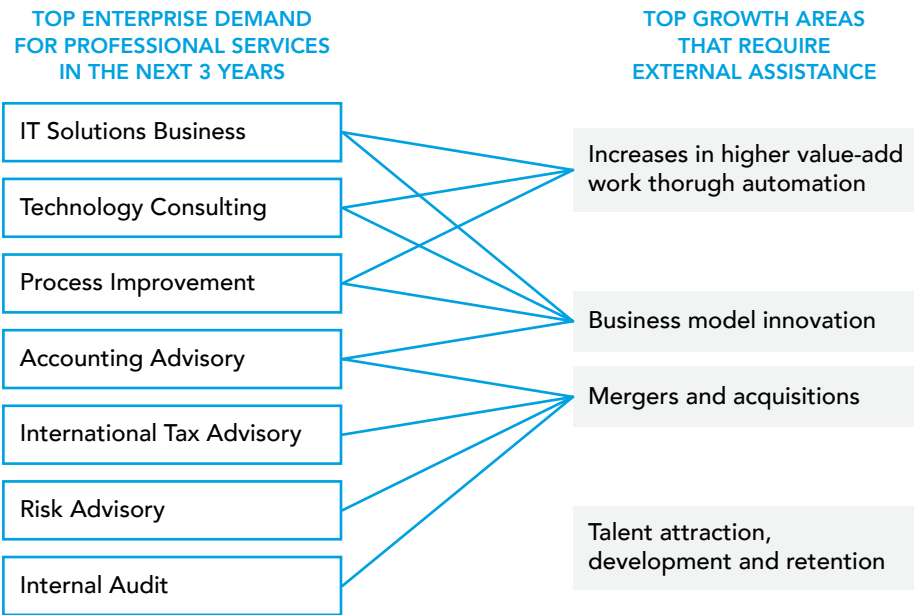 TOP ENTERPRISE DEMAND
FOR PROFESSIONAL SERVICES
IN THE NEXT 3 YEARS
IT Solutions Business
Technology Consulting
Process Improvement
Accounting Advisory
International Tax Advisory
Risk Advisory
Internal Audit
TOP GROWTH AREAS
THAT REQUIRE
EXTERNAL ASSISTANCE
Increases in higher value-add
work thorugh automation
Business model innovation
Mergers and acquisitions
Talent attraction,
development and retention